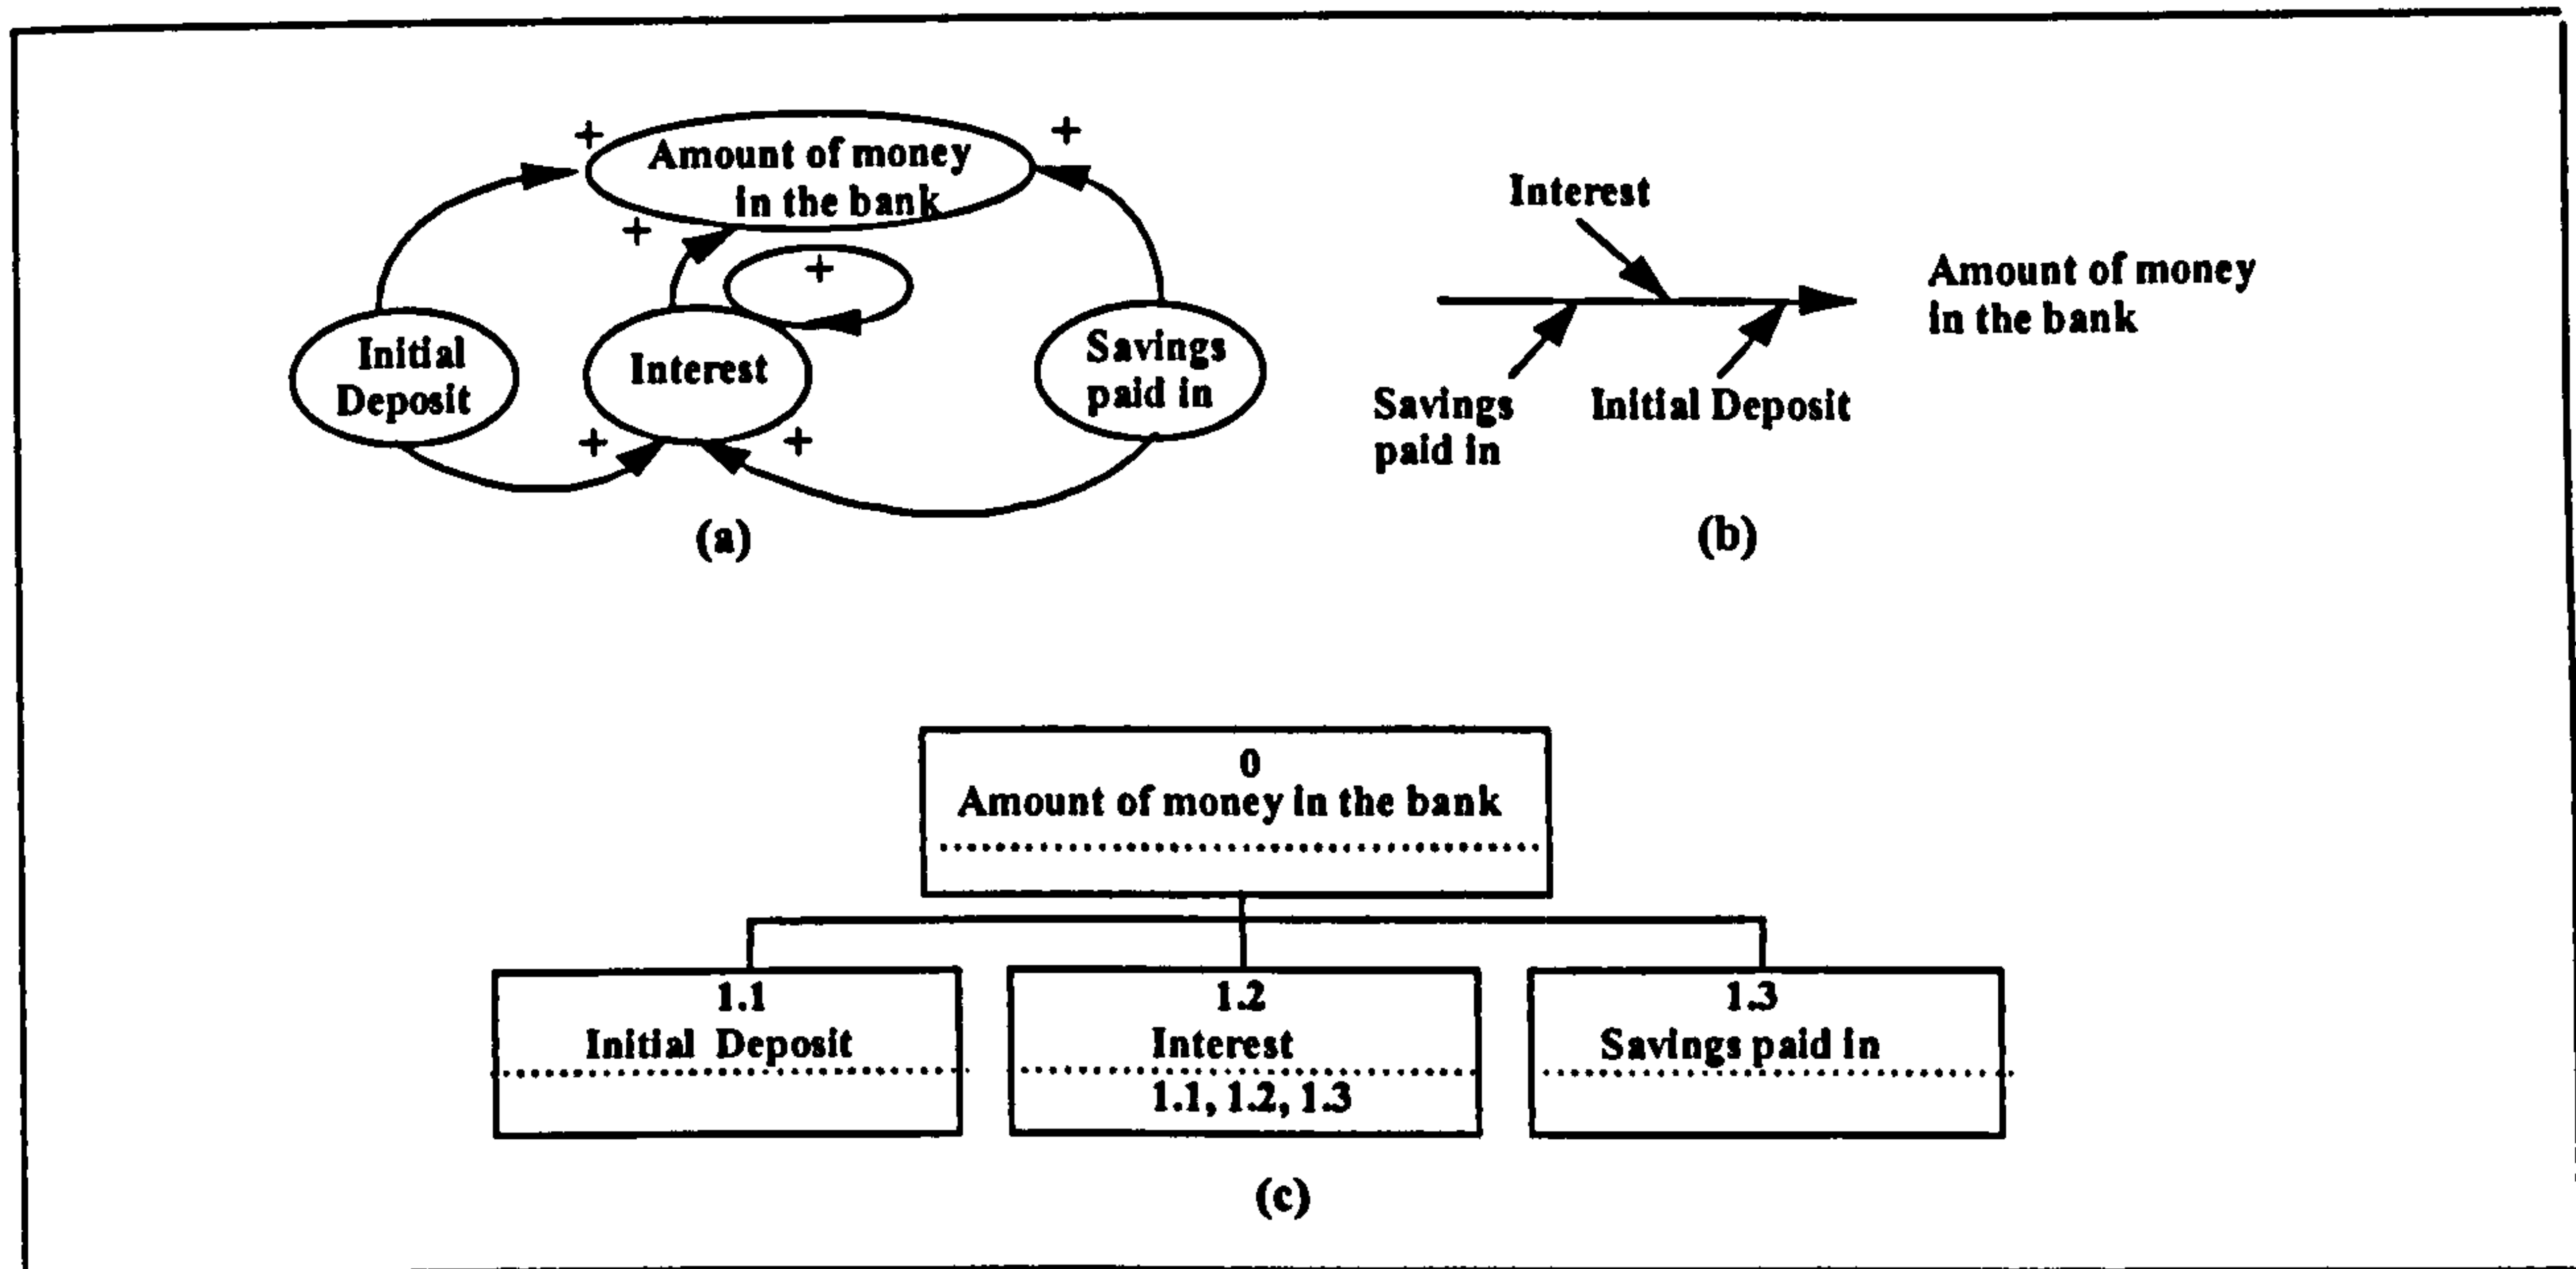 +
+
Amount of money
in the bank
+
+
Initial
Deposit
Interest
Savings
paid in
+
+
(a)
Interest
Amount of money
in the bank
Savings
paid in
Initial Deposit
(b)
0
Amount of money in the bank
1.1
Initial Deposit
1.2
Interest
1.1, 1.2, 1.3
1.3
Savings paid in
(c)